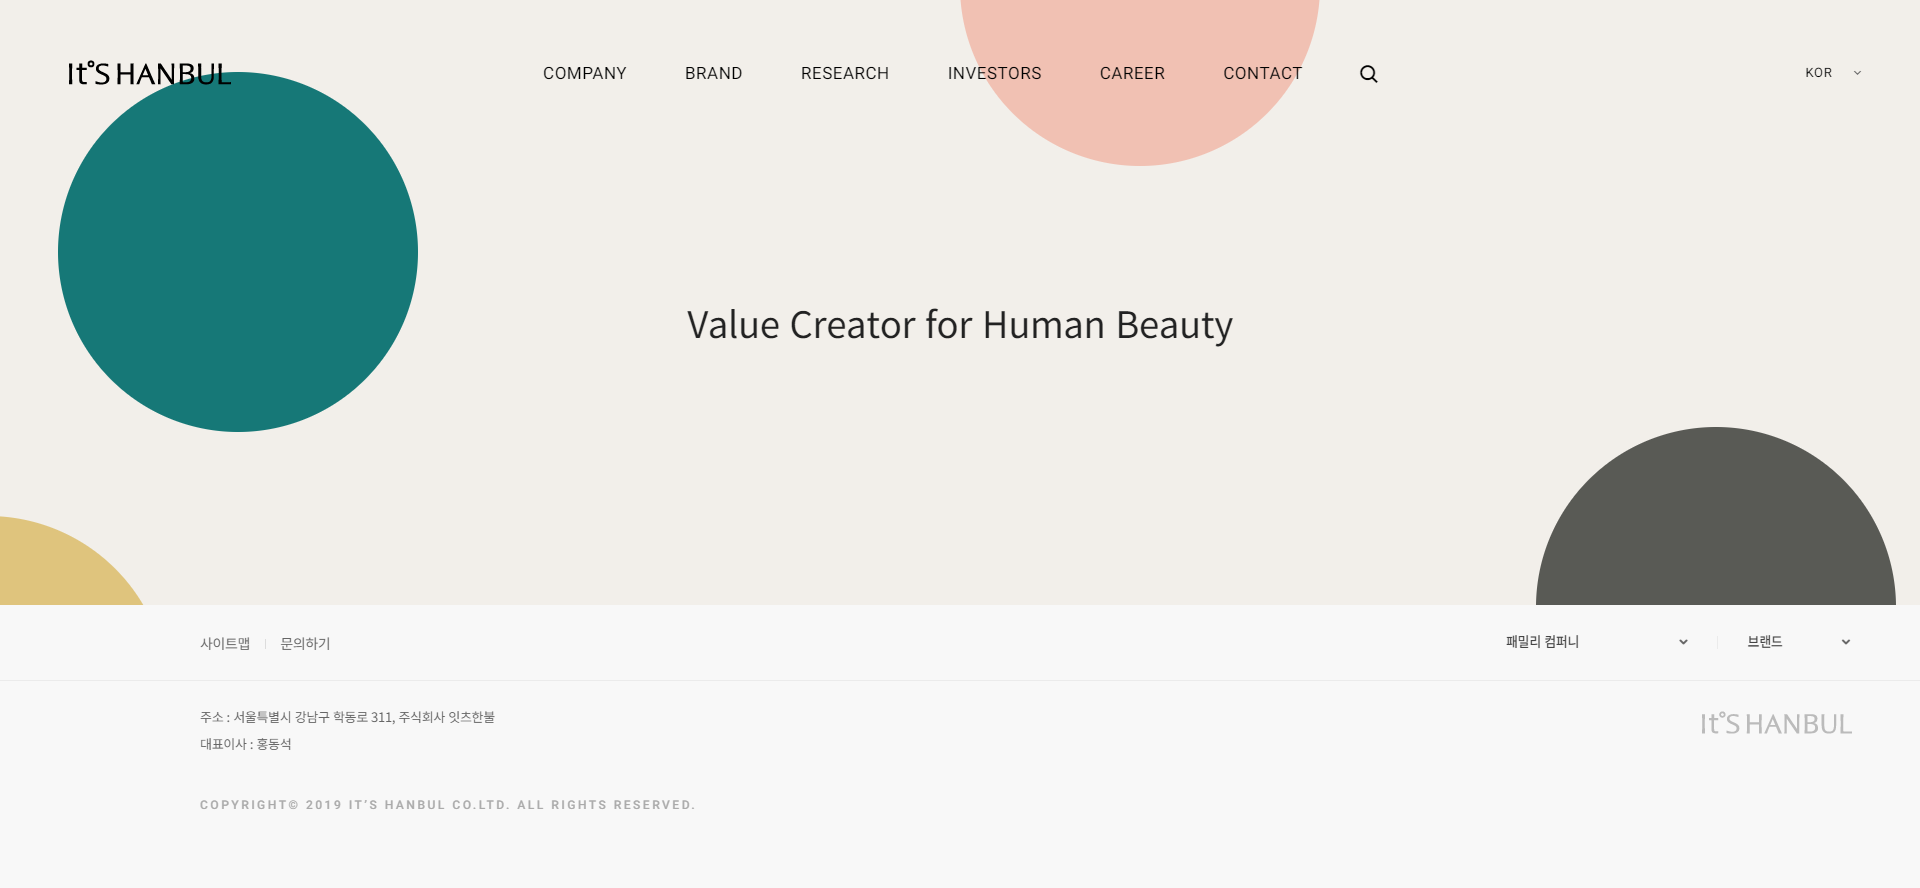 It°S HANBUL
COMPANY BRAND RESEARCH INVESTORS CAREER CONTACT
KOR
Value Creator for Human Beauty
사이트맵 문의하기
패밀리 컴퍼니 브랜드
주소 : 서울특별시 강남구 학동로 311, 주식회사 잇츠한불
It°S HANBUL
대표이사 : 홍동석
COPYRIGHT© 2019 IT'S HANBUL CO.LTD. ALL RIGHTS RESERVED.